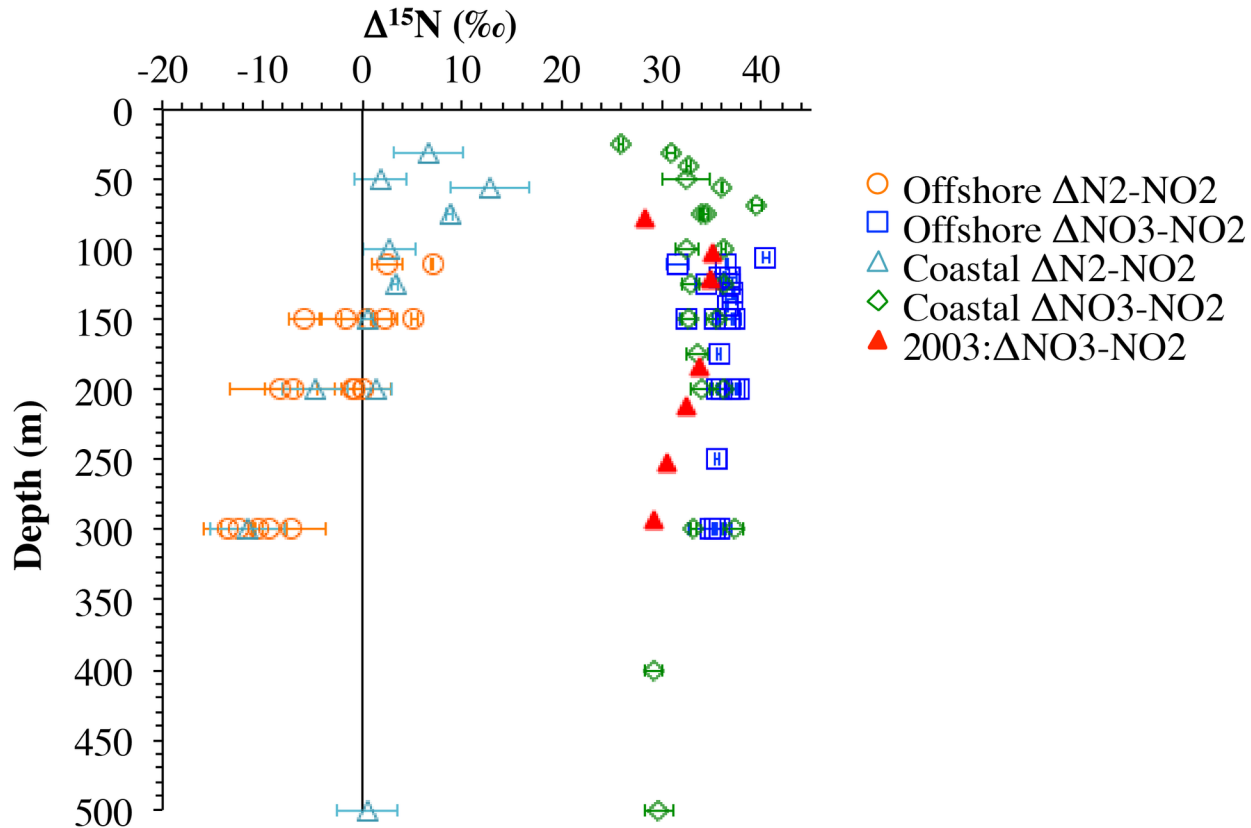 Δ¹⁵N (‰)
-20 -10 0 10 20 30 40
0
50
100
150
200
250
300
350
400
450
500
Depth (m)
Offshore ΔN2-NO2
Offshore ΔNO3-NO2
Coastal ΔN2-NO2
Coastal ΔNO3-NO2
2003:ΔNO3-NO2